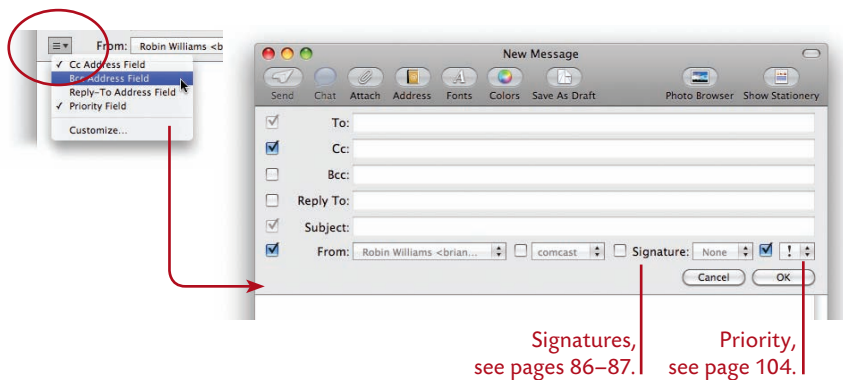 From: Robin Williams <b
✓ Cc Address Field
Bcc Address Field
Reply-To Address Field
✓ Priority Field
Customize...
New Message
Send Chat Attach Address Fonts Colors Save As Draft Photo Browser Show Stationery
To:
Cc:
Bcc:
Reply To:
Subject:
From: Robin Williams <brian... comcast Signature: None !
Cancel OK
Signatures, see pages 86–87.
Priority, see page 104.